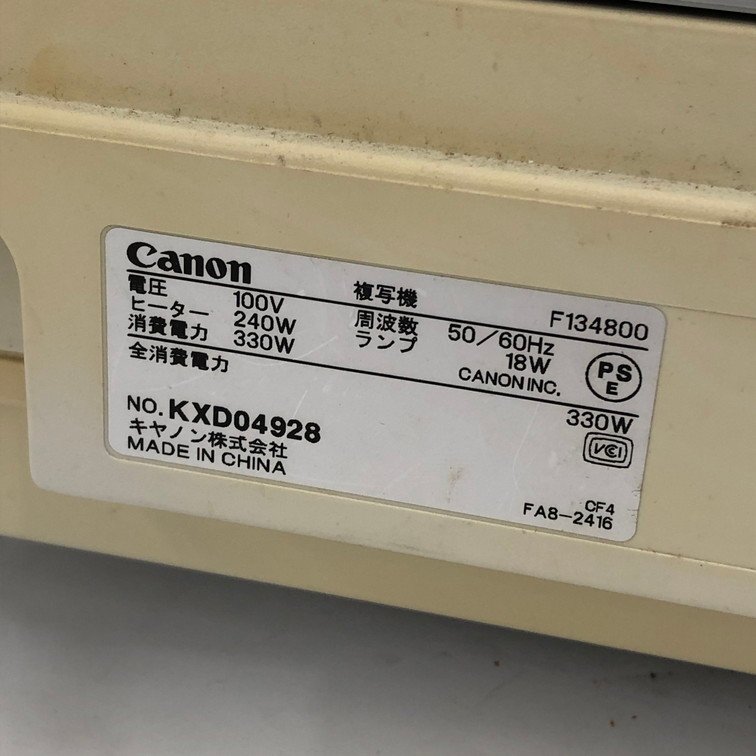 Canon
複写機 F134800
電圧 100V 周波数 50/60Hz
ヒーター 240W ランプ 18W
消費電力 330W CANON INC.
全消費電力 330W
PS
E
NO. KXD04928
VCI
キヤノン株式会社
MADE IN CHINA
CF4
FA8-2416